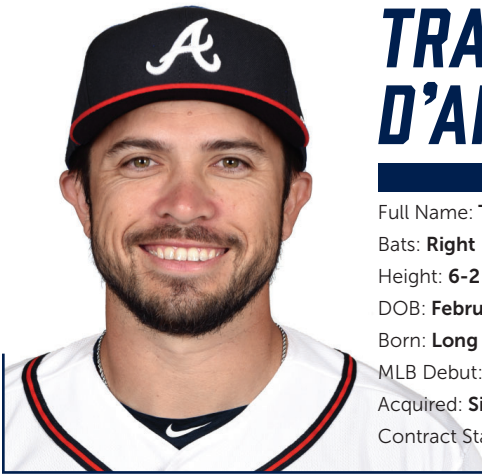 A
TRA
D'A
Full Name:
Bats: Right
Height: 6-2
DOB: Febru
Born: Long
MLB Debut:
Acquired: Si
Contract Sta